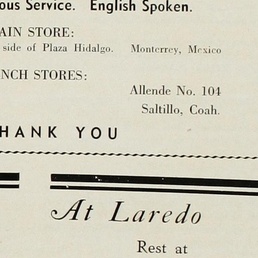 ous Service. English Spoken.
AIN STORE:
side of Plaza Hidalgo. Monterrey, Mexico
NCH STORES:
Allende No. 104
Saltillo, Coah.
HANK YOU
At Laredo
Rest at